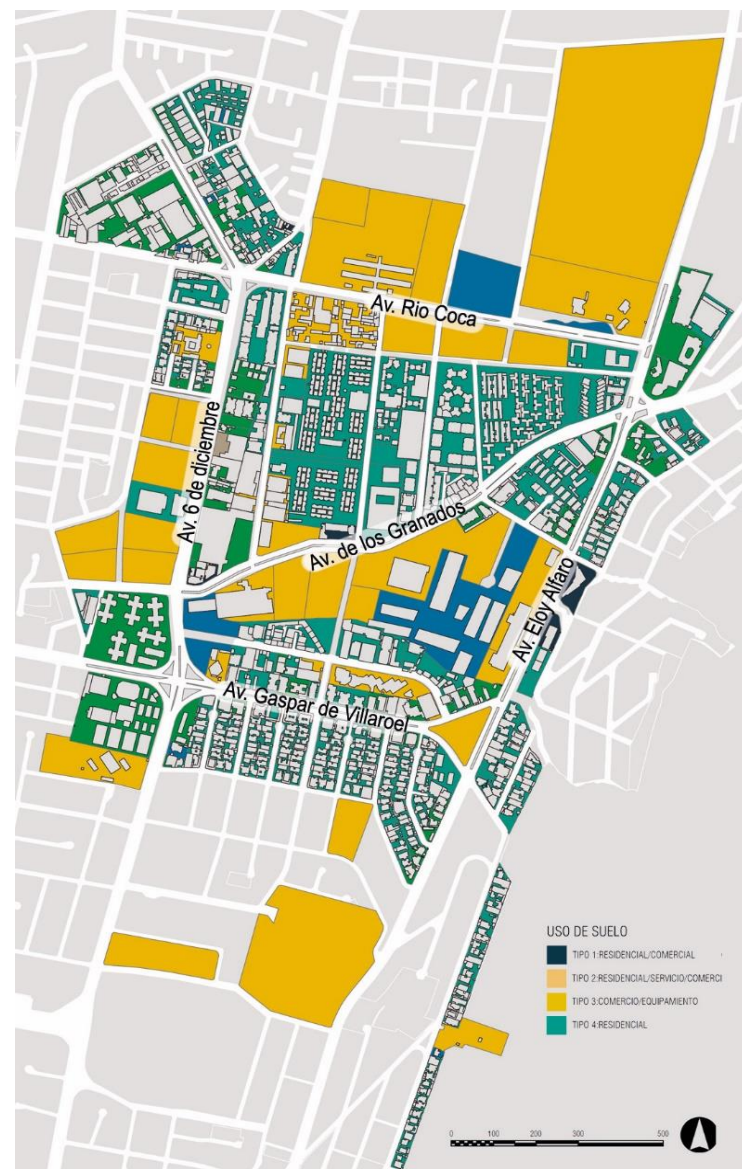 Av. Rio Coca
Av. 6 de diciembre
Av. de los Granados
Av. Eloy Alfaro
Av. Gaspar de Villaroel
USO DE SUELO
TIPO 1:RESIDENCIAL/COMERCIAL
TIPO 2:RESIDENCIAL/SERVICIO/COMERCI
TIPO 3:COMERCIO/EQUIPAMIENTO
TIPO 4:RESIDENCIAL
0 100 200 300 500